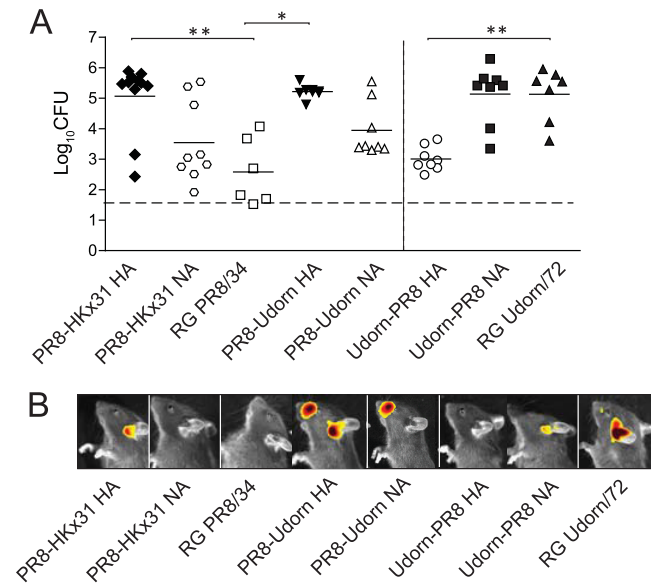 A
*
** **
7
6
5
4
3
2
1
0
Log10CFU
PR8-HKx31 HA
PR8-HKx31 NA
RG PR8/34
PR8-Udorn HA
PR8-Udorn NA
Udorn-PR8 HA
Udorn-PR8 NA
RG Udorn/72
B
PR8-HKx31 HA
PR8-HKx31 NA
RG PR8/34
PR8-Udorn HA
PR8-Udorn NA
Udorn-PR8 HA
Udorn-PR8 NA
RG Udorn/72